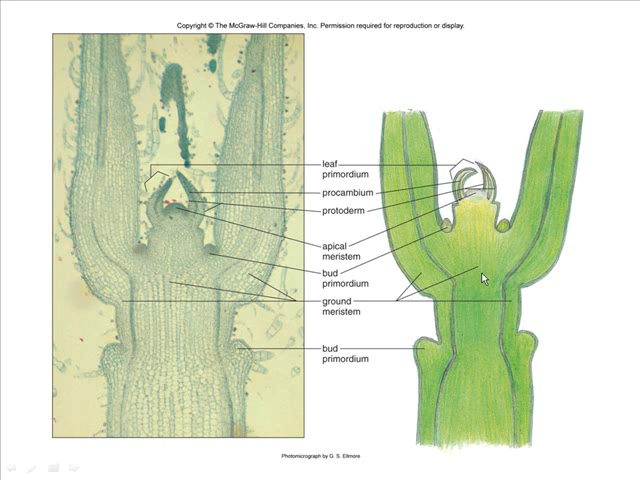 Copyright © The McGraw-Hill Companies, Inc. Permission required for reproduction or display.
leaf
primordium
procambium
protoderm
apical
meristem
bud
primordium
ground
meristem
bud
primordium
Photomicrograph by G. S. Ellmore